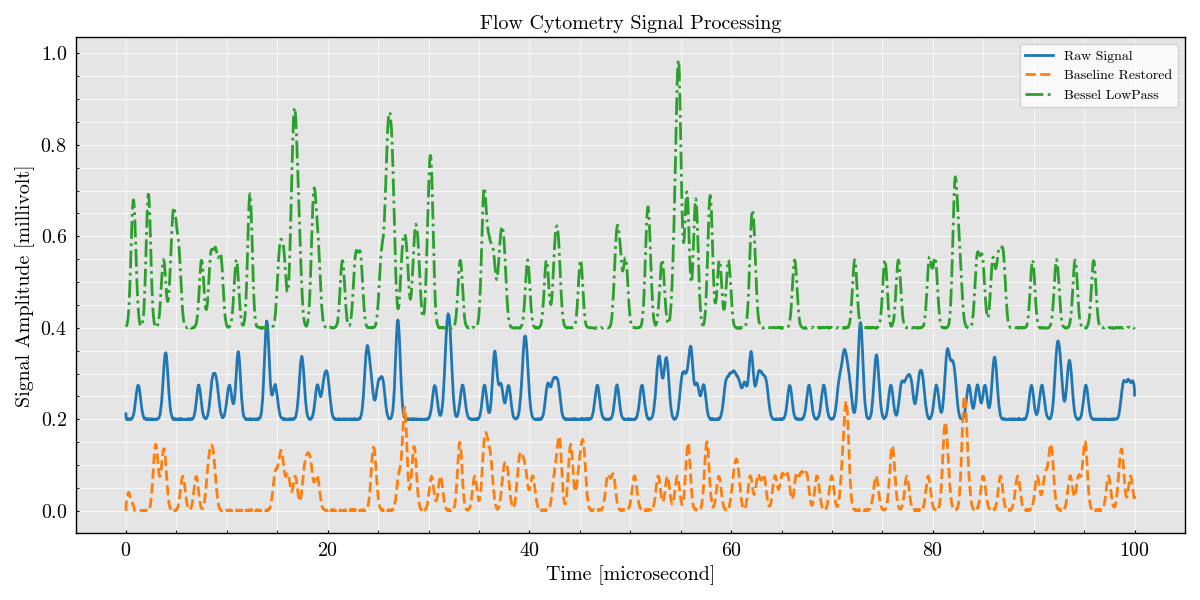 Flow Cytometry Signal Processing
Signal Amplitude [millivolt]
1.0
0.8
0.6
0.4
0.2
0.0
Raw Signal
Baseline Restored
Bessel LowPass
0 20 40 60 80 100
Time [microsecond]